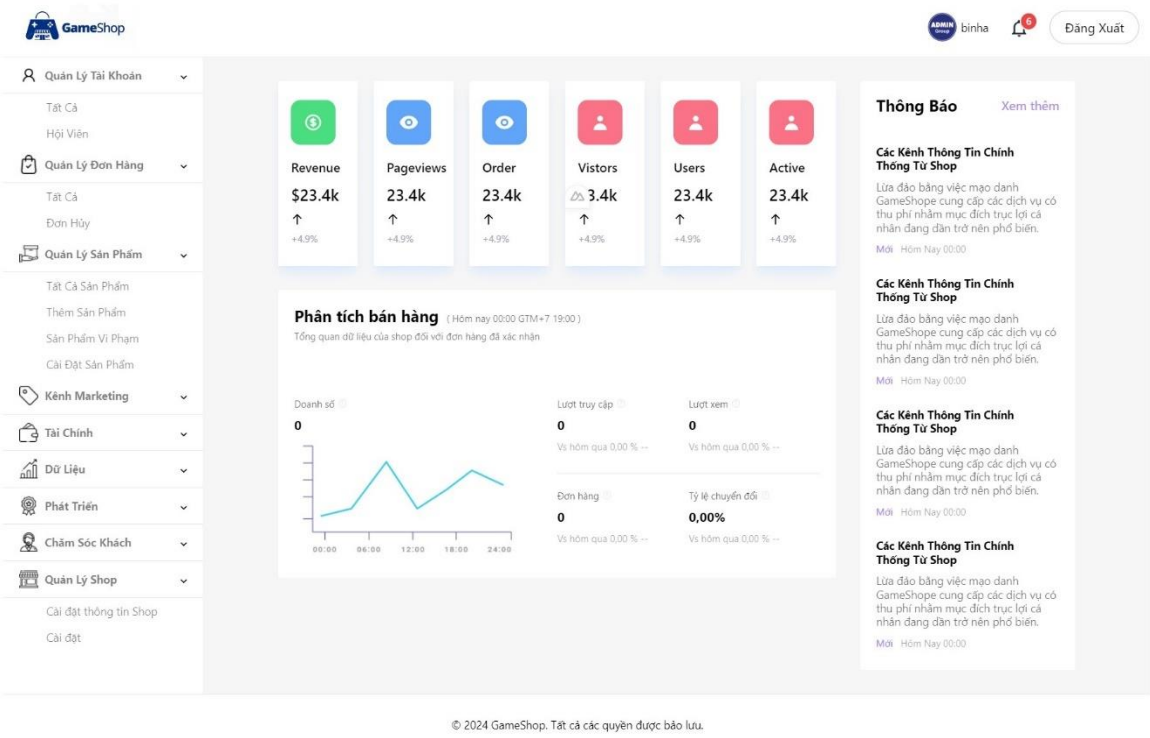 GameShop
ADMIN
Group
binha
6
Đăng Xuất
Quản Lý Tài Khoản
Tất Cả
Hội Viên
Quản Lý Đơn Hàng
Tất Cả
Đơn Hủy
Quản Lý Sản Phẩm
Tất Cả Sản Phẩm
Thêm Sản Phẩm
Sản Phẩm Vi Phạm
Cài Đặt Sản Phẩm
Kênh Marketing
Tài Chính
Dữ Liệu
Phát Triển
Chăm Sóc Khách
Quản Lý Shop
Cài đặt thông tin Shop
Cài đặt
Revenue
$23.4k
+4.9%
Pageviews
23.4k
+4.9%
Order
23.4k
+4.9%
Vistors
3.4k
+4.9%
Users
23.4k
+4.9%
Active
23.4k
+4.9%
Phân tích bán hàng ( Hôm nay 00:00 GTM+7 19:00 )
Tổng quan dữ liệu của shop đối với đơn hàng đã xác nhận
Doanh số
0
00:00 06:00 12:00 18:00 24:00
Lượt truy cập
0
Vs hôm qua 0,00 % --
Lượt xem
0
Vs hôm qua 0,00 % --
Đơn hàng
0
Vs hôm qua 0,00 % --
Tỷ lệ chuyển đổi
0,00%
Vs hôm qua 0,00 % --
Thông Báo
Xem thêm
Các Kênh Thông Tin Chính
Thống Từ Shop
Lừa đảo bằng việc mạo danh
GameShope cung cấp các dịch vụ có
thu phí nhằm mục đích trục lợi cá
nhân đang dần trở nên phổ biến.
Mới Hôm Nay 00:00
Các Kênh Thông Tin Chính
Thống Từ Shop
Lừa đảo bằng việc mạo danh
GameShope cung cấp các dịch vụ có
thu phí nhằm mục đích trục lợi cá
nhân đang dần trở nên phổ biến.
Mới Hôm Nay 00:00
Các Kênh Thông Tin Chính
Thống Từ Shop
Lừa đảo bằng việc mạo danh
GameShope cung cấp các dịch vụ có
thu phí nhằm mục đích trục lợi cá
nhân đang dần trở nên phổ biến.
Mới Hôm Nay 00:00
Các Kênh Thông Tin Chính
Thống Từ Shop
Lừa đảo bằng việc mạo danh
GameShope cung cấp các dịch vụ có
thu phí nhằm mục đích trục lợi cá
nhân đang dần trở nên phổ biến.
Mới Hôm Nay 00:00
© 2024 GameShop. Tất cả các quyền được bảo lưu.